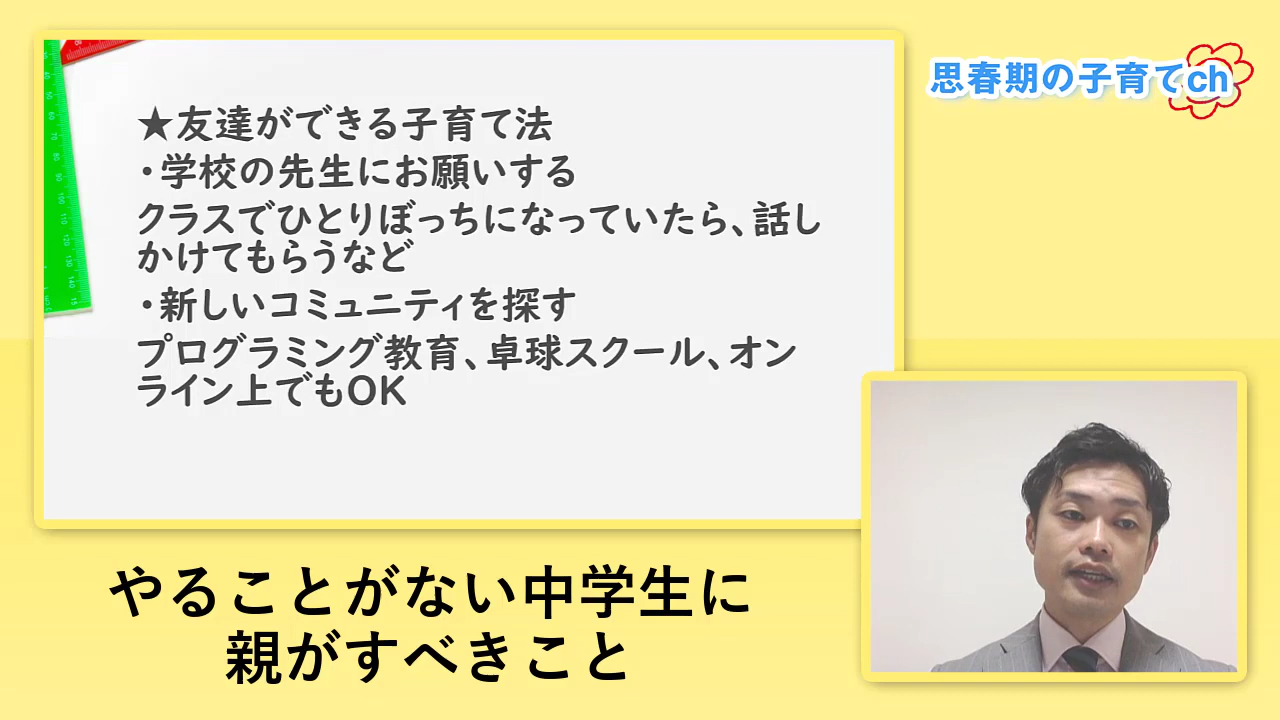 思春期の子育てch
★友達ができる子育て法
・学校の先生にお願いする
クラスでひとりぼっちになっていたら、話し
かけてもらうなど
・新しいコミュニティを探す
プログラミング教育、卓球スクール、オン
ライン上でもOK
やることがない中学生に
親がすべきこと